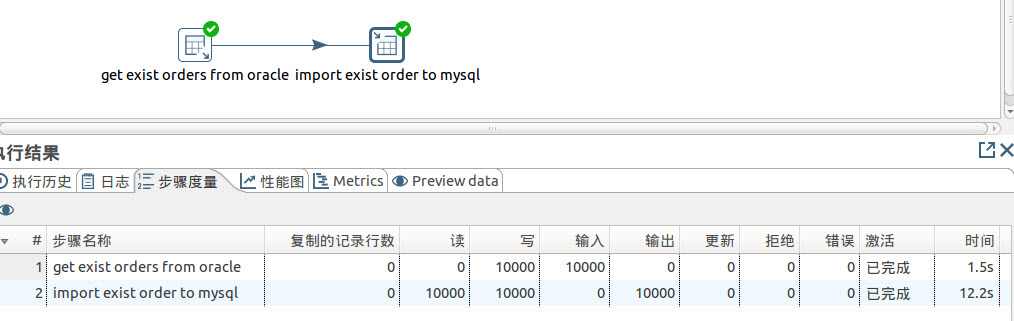 get exist orders from oracle import exist order to mysql
执行结果
执行历史 日志 步骤度量 性能图 Metrics Preview data
# 步骤名称 复制的记录行数 读 写 输入 输出 更新 拒绝 错误 激活 时间
1 get exist orders from oracle 0 0 10000 10000 0 0 0 0 已完成 1.5s
2 import exist order to mysql 0 10000 10000 0 10000 0 0 0 已完成 12.2s